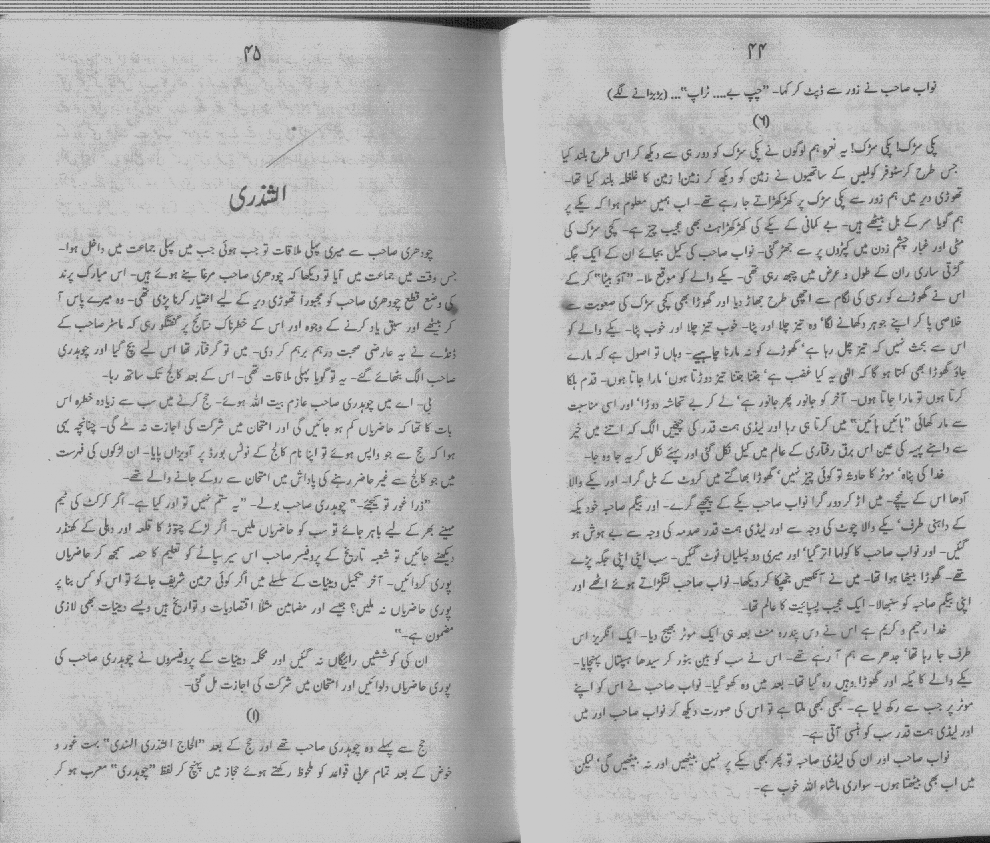 ۴۴
نواب صاحب نے زور سے ڈپٹ کر کہا۔ "چپ بے.... ٹراپ"... (بڑبڑانے لگے)
(۶)
پکی سڑک! پکی سڑک! یہ نعرہ ہم لوگوں نے پکی سڑک کو دور ہی سے دیکھ کر اس طرح بلند کیا
جس طرح کرسٹوفر کولمبس کے ساتھیوں نے زمین کو دیکھ کر زمین! زمین کا غلغلہ بلند کیا تھا۔
تھوڑی دیر میں ہم زور سے پکی سڑک پر کھڑکھڑاتے جا رہے تھے۔ اب ہمیں معلوم ہوا کہ یکے پر
ہم گویا سر کے بل بیٹھے ہیں۔ بے کمانی کے یکے کی کھڑکھڑاہٹ بھی عجیب چیز ہے۔ کچی سڑک کی
مٹی اور غبار چشم زدن میں کپڑوں پر سے جھڑ گئی۔ نواب صاحب کی کیل بجائے ان کے ایک جگہ
گڑتی ساری ران کے طول و عرض میں چبھ رہی تھی۔ یکے والے کو موقع ملا۔ "آؤ بیٹا" کر کے
اس نے گھوڑے کو رسی کی لگام سے اچھی طرح جھاڑ دیا اور گھوڑا بھی کچی سڑک کی صعوبت سے
خلاصی پا کر اپنے جوہر دکھانے لگا' وہ تیز چلا اور پٹا۔ خوب تیز چلا اور خوب پٹا۔ یکے والے کو
اس سے بحث نہیں کہ تیز چل رہا ہے' گھوڑے کو نہ مارنا چاہیے۔ وہاں تو اصول ہے کہ مارے
جاؤ گھوڑا بھی کہتا ہو گا کہ الٰہی یہ کیا غضب ہے' جتنا جتنا تیز دوڑتا ہوں' مارا جاتا ہوں۔ قدم ہلکا
کرتا ہوں تو مارا جاتا ہوں۔ آخر کو جانور پھر جانور ہے' لے کر بے تحاشہ دوڑا' اور اسی مناسبت
سے مار کھائی "ہائیں ہائیں" میں کرتا ہی رہا اور لیڈی ہمت قدر کی چیخیں الگ کہ اتنے میں خیر
سے داہنے پہیہ کی عین اس برق رفتاری کے عالم میں کیل نکل گئی اور پہیہ نکل کر یہ جا وہ جا۔
خدا کی پناہ' موٹر کا حادثہ تو کوئی چیز نہیں' گھوڑا بھاگتے میں کروٹ کے بل گرا۔ اور یکے والا
آدھا اس کے نیچے۔ میں اڑ کر دور گرا نواب صاحب یکے کے پیچھے گرے۔ اور بیگم صاحبہ خود یکہ
کے داہنی طرف' یکے والا چوٹ کی وجہ سے اور لیڈی ہمت قدر صدمہ کی وجہ سے بے ہوش ہو
گئیں۔ اور نواب صاحب کا کولہا اتر گیا' اور میری دو پسلیاں ٹوٹ گئیں۔ سب اپنی اپنی جگہ پڑے
تھے۔ گھوڑا بیٹھا ہوا تھا۔ میں نے آنکھیں جھپکا کر دیکھا۔ نواب صاحب لنگڑاتے ہوئے اٹھے اور
اپنی بیگم صاحبہ کو سنبھالا۔ ایک عجیب پسپائیت کا عالم تھا۔
خدا رحیم و کریم ہے اس نے دس پندرہ منٹ بعد ہی ایک موٹر بھیج دیا۔ ایک انگریز اس
طرف جا رہا تھا' جدھر سے ہم آ رہے تھے۔ اس نے سب کو بین بٹور کر سیدھا ہسپتال پہنچایا۔
یکے والے کا یکہ اور گھوڑا وہیں رہ گیا تھا۔ بعد میں وہ کھو گیا۔ نواب صاحب نے اس کو اپنے
موٹر پر جب سے رکھ لیا ہے۔ کبھی کبھی ملتا ہے تو اس کی صورت دیکھ کر نواب صاحب اور میں
اور لیڈی ہمت قدر سب کو ہنسی آتی ہے۔
نواب صاحب اور ان کی لیڈی صاحبہ تو پھر کبھی یکے پر نہیں بیٹھیں اور نہ بیٹھیں گی' لیکن
میں اب بھی بیٹھتا ہوں۔ سواری ماشاء اللہ خوب ہے۔
۴۵
الشذری
چودھری صاحب سے میری پہلی ملاقات تو جب ہوئی جب میں پہلی جماعت میں داخل ہوا۔
جس وقت میں جماعت میں آیا تو دیکھا کہ چودھری صاحب مرغا بنے ہوئے ہیں۔ اس مبارک پرند
کی وضع قطع چودھری صاحب کو مجبوراً تھوڑی دیر کے لیے اختیار کرنا پڑی تھی۔ وہ میرے پاس آ
کر بیٹھے اور سبق یاد کرنے کے وجوہ اور اس کے خطرناک نتائج پر گفتگو رہی کہ ماسٹر صاحب کے
ڈنڈے نے یہ عارضی صحبت درہم برہم کر دی۔ میں تو گرفتار تھا اس لیے بچ گیا اور چوہدری
صاحب الگ بٹھائے گئے۔ یہ تو گویا پہلی ملاقات تھی۔ اس کے بعد کالج تک ساتھ رہا۔
بی۔ اے میں چوہدری صاحب عازم بیت اللہ ہوئے۔ حج کرنے میں سب سے زیادہ خطرہ اس
بات کا تھا کہ حاضریاں کم ہو جائیں گی اور امتحان میں شرکت کی اجازت نہ ملے گی۔ چنانچہ یہی
ہوا کہ حج سے جو واپس ہوئے تو اپنا نام کالج کے نوٹس بورڈ پر آویزاں پایا۔ ان لڑکوں کی فہرست
میں جو کالج سے غیر حاضر رہنے کی پاداش میں امتحان سے روکے جانے والے تھے۔
"ذرا غور تو کیجئے۔" چوہدری صاحب بولے۔ "یہ ستم نہیں تو اور کیا ہے۔ اگر کرکٹ کی ٹیم
مہینے بھر کے لیے باہر جائے تو سب کو حاضریاں ملیں۔ اگر لڑکے چتوڑ کا قلعہ اور دہلی کے کھنڈر
دیکھنے جائیں تو شعبہ تاریخ کے پروفیسر صاحب اس سیر سپاٹے کو تعلیم کا حصہ سمجھ کر حاضریاں
پوری کروائیں۔ آخر تکمیل دینیات کے سلسلے میں اگر کوئی حرمین شریف جائے تو اس کو کس بنا پر
پوری حاضریاں نہ ملیں؟ جیسے اور مضامین مثلاً اقتصادیات و تواریخ ہیں ویسے دینیات بھی لازمی
مضمون ہے۔"
ان کی کوششیں رائیگاں نہ گئیں اور محکمہ دینیات کے پروفیسروں نے چوہدری صاحب کی
پوری حاضریاں دلوائیں اور امتحان میں شرکت کی اجازت مل گئی۔
(۱)
حج سے پہلے وہ چوہدری صاحب تھے اور حج کے بعد "الحاج الشذری الہندی" بہت غور و
خوض کے بعد تمام عربی قواعد کو ملحوظ رکھتے ہوئے حجاز میں پہنچ کر لفظ "چوہدری" معرب ہو کر